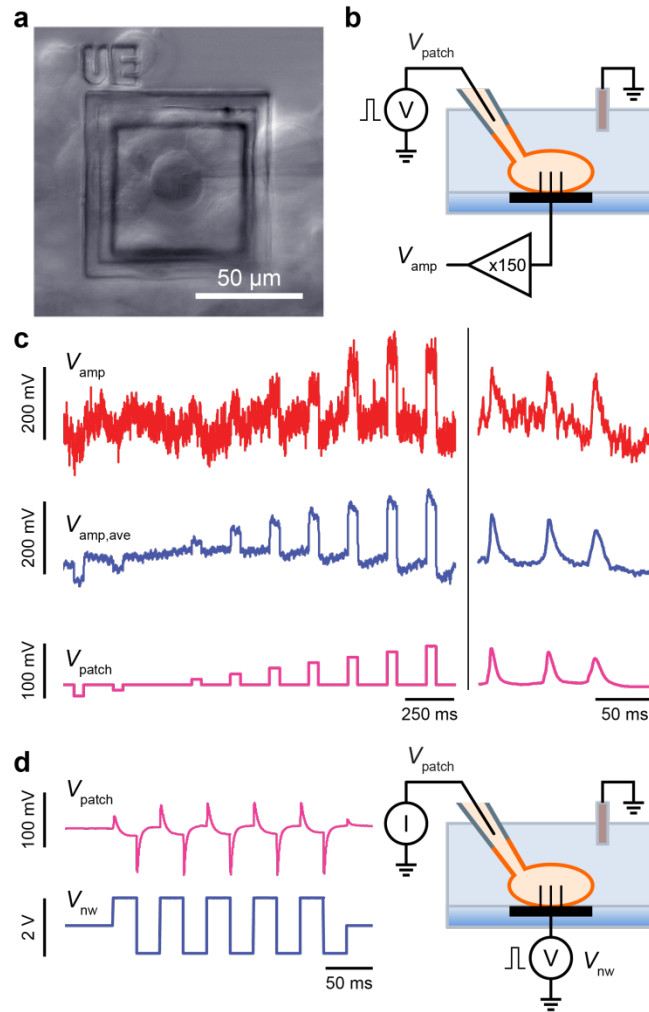 a
UE
50 µm
b
Vpatch
V
Vamp
x150
c
Vamp
200 mV
Vamp,ave
200 mV
Vpatch
100 mV
250 ms
50 ms
d
Vpatch
100 mV
Vnw
2 V
50 ms
Vpatch
I
V
Vnw